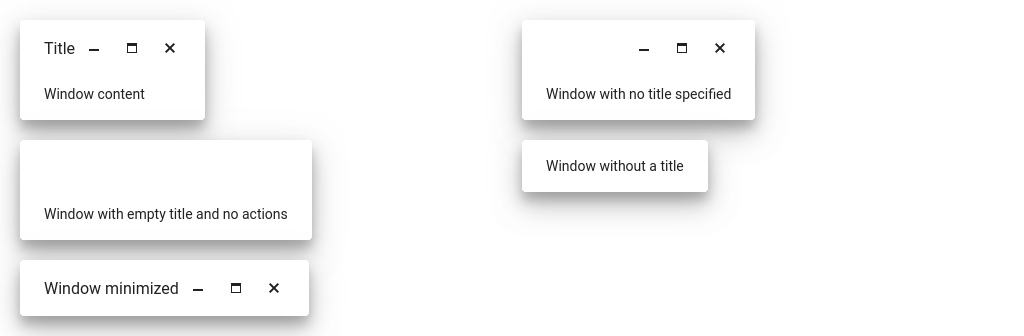 Title
Window content
Window with no title specified
Window with empty title and no actions
Window without a title
Window minimized